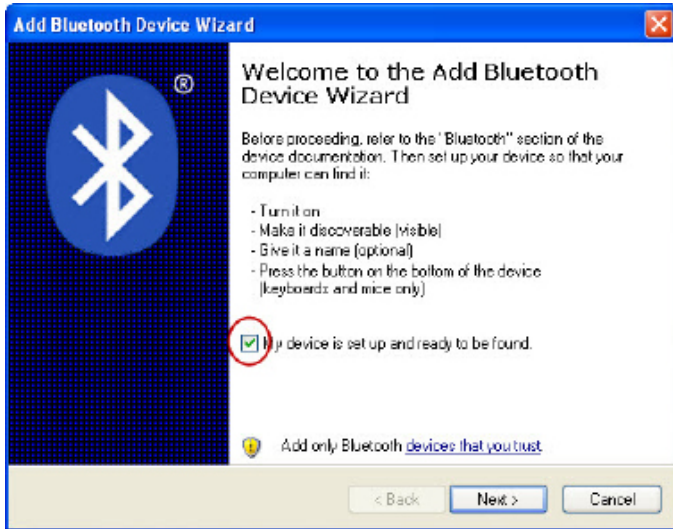 Add Bluetooth Device Wizard
®
Welcome to the Add Bluetooth
Device Wizard
Before proceeding, refer to the "Bluetooth" section of the
device documentation. Then set up your device so that your
computer can find it:
- Turn it on
- Make it discoverable (visible)
- Give it a name (optional)
- Press the button on the bottom of the device
(keyboards and mice only)
My device is set up and ready to be found.
Add only Bluetooth devices that you trust
< Back
Next >
Cancel